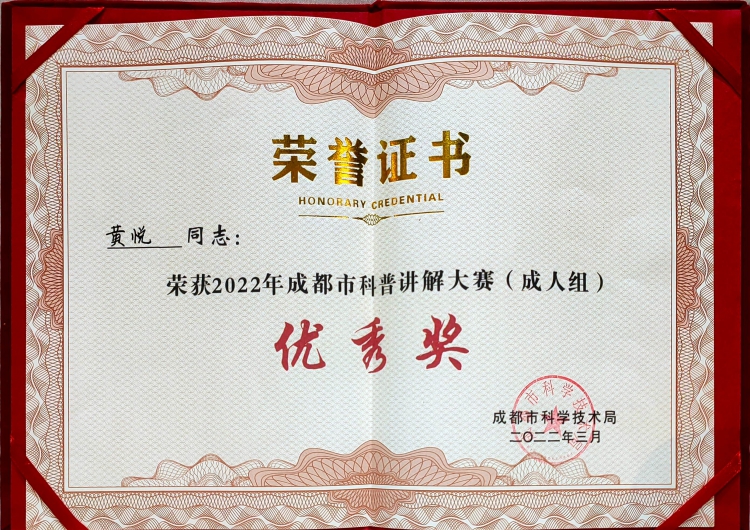 荣誉证书
HONORARY CREDENTIAL
黄悦 同志：
荣获2022年成都市科普讲解大赛（成人组）
优秀奖
成都市科学技术局
二〇二二年三月